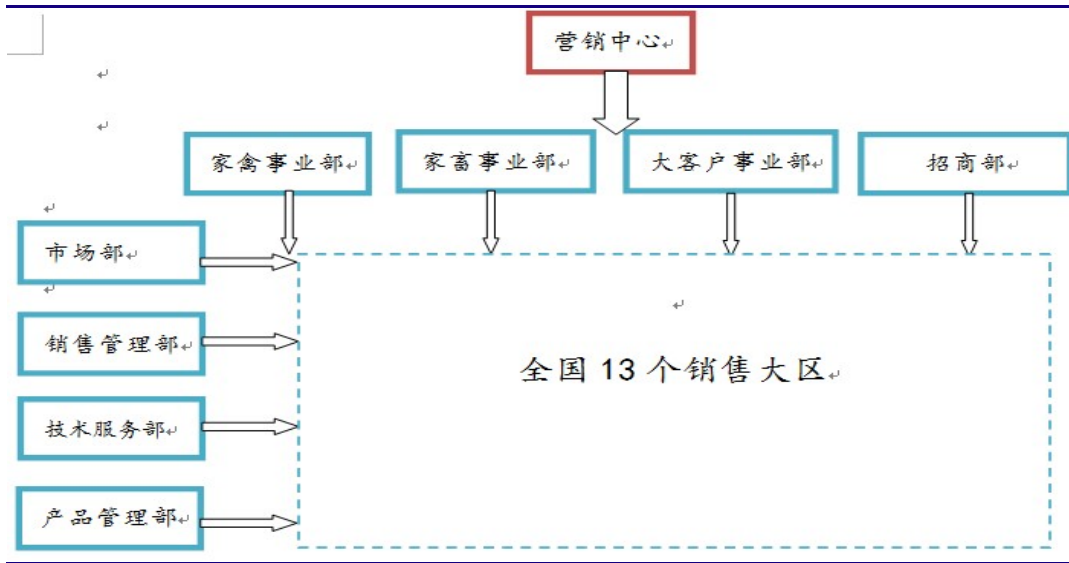 营销中心
家禽事业部
家畜事业部
大客户事业部
招商部
市场部
销售管理部
技术服务部
产品管理部
全国 13 个销售大区